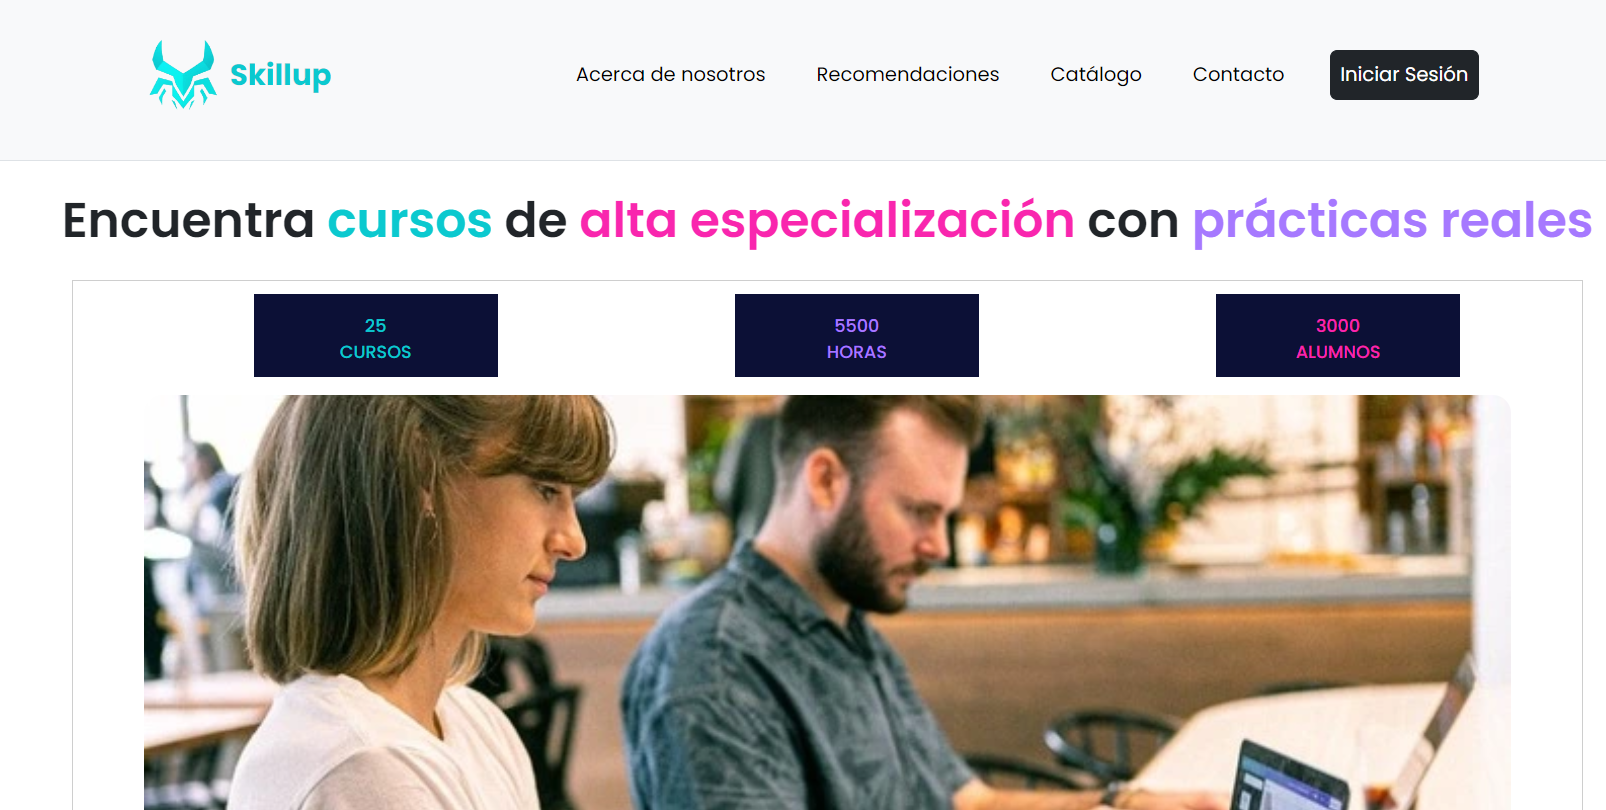 Skillup
Acerca de nosotros
Recomendaciones
Catálogo
Contacto
Iniciar Sesión
Encuentra cursos de alta especialización con prácticas reales
25
CURSOS
5500
HORAS
3000
ALUMNOS